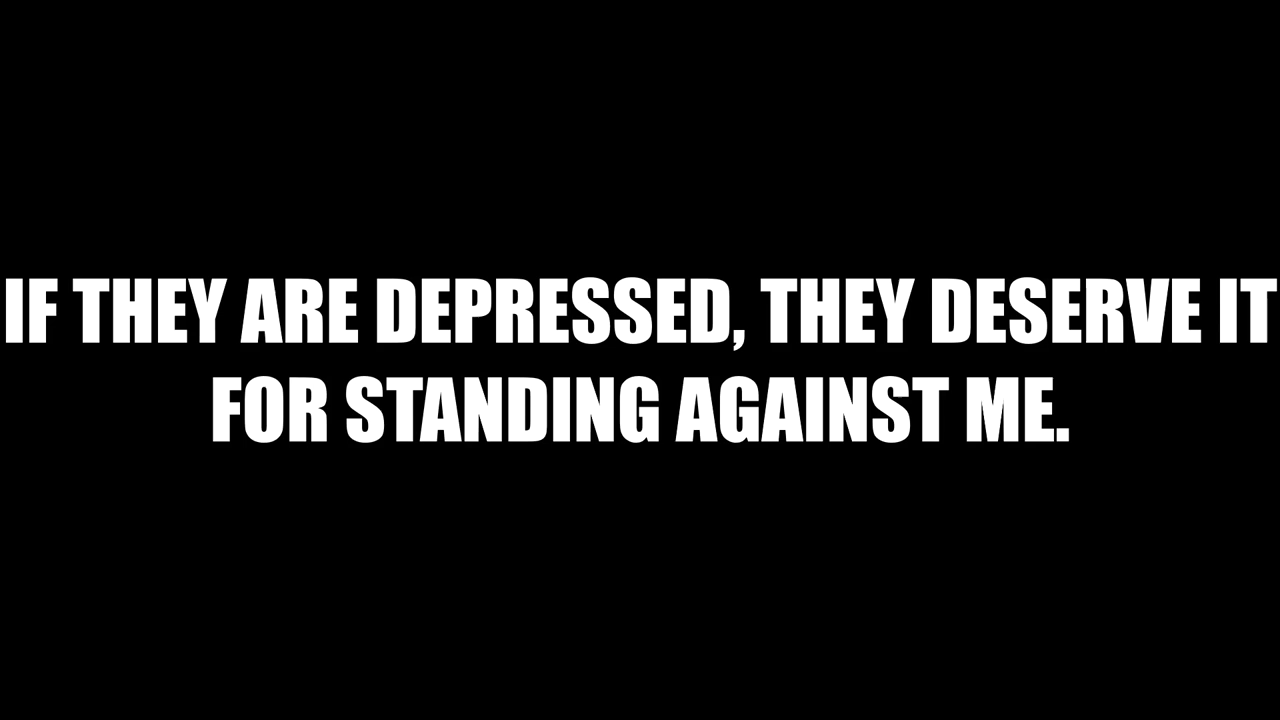 IF THEY ARE DEPRESSED, THEY DESERVE IT
FOR STANDING AGAINST ME.